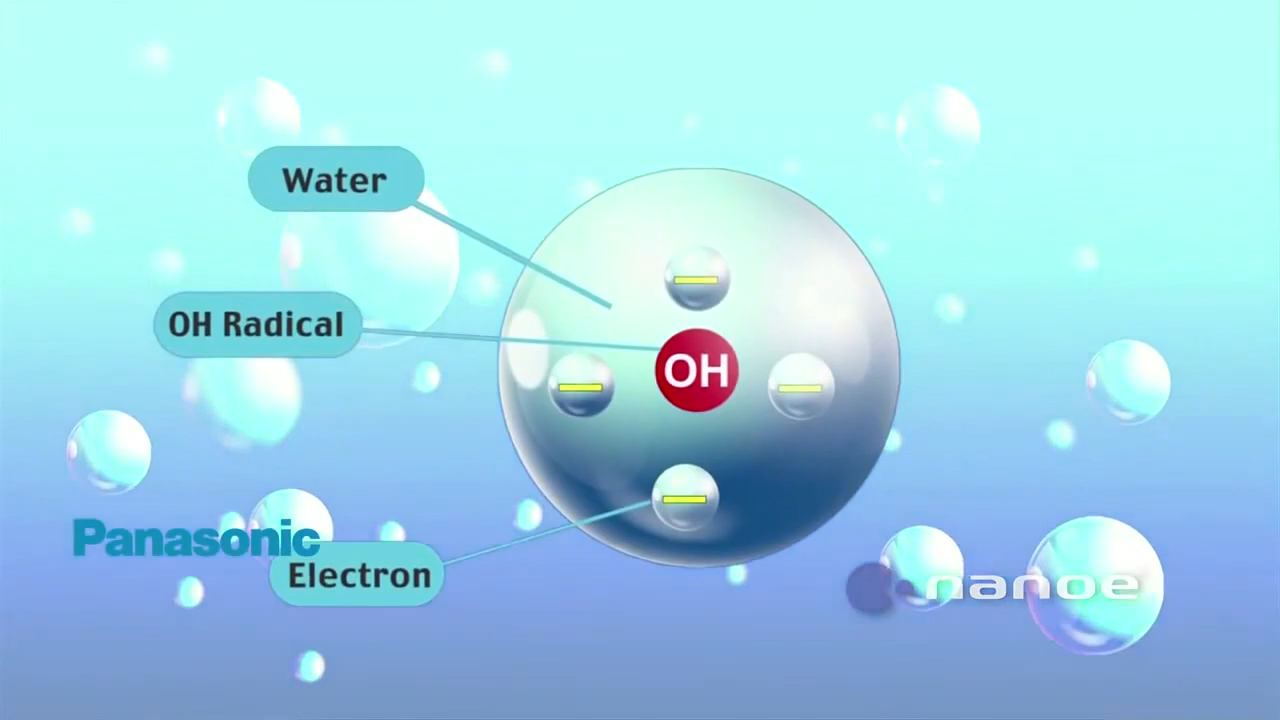 Water
OH Radical
OH
Panasonic
Electron
nanoe